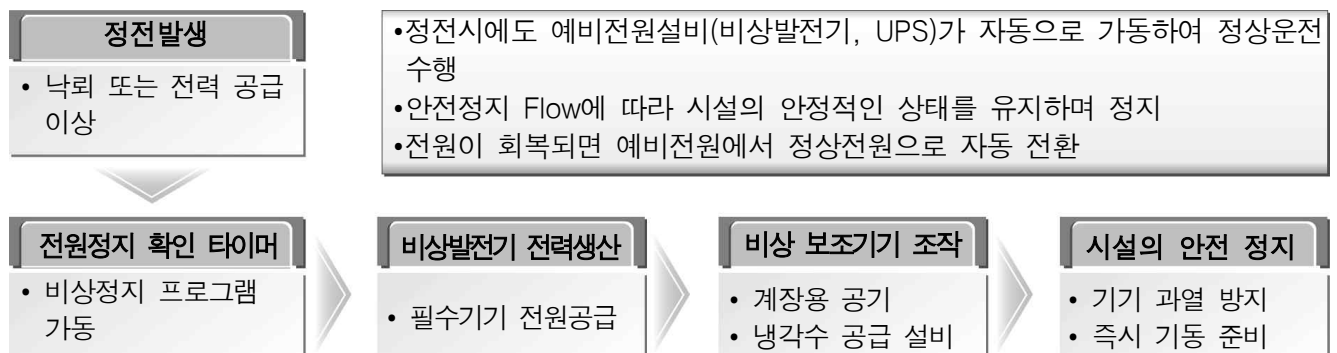 정전발생
• 낙뢰 또는 전력 공급
이상
•정전시에도 예비전원설비(비상발전기, UPS)가 자동으로 가동하여 정상운전
수행
•안전정지 Flow에 따라 시설의 안정적인 상태를 유지하며 정지
•전원이 회복되면 예비전원에서 정상전원으로 자동 전환
전원정지 확인 타이머
• 비상정지 프로그램
가동
비상발전기 전력생산
• 필수기기 전원공급
비상 보조기기 조작
• 계장용 공기
• 냉각수 공급 설비
시설의 안전 정지
• 기기 과열 방지
• 즉시 기동 준비